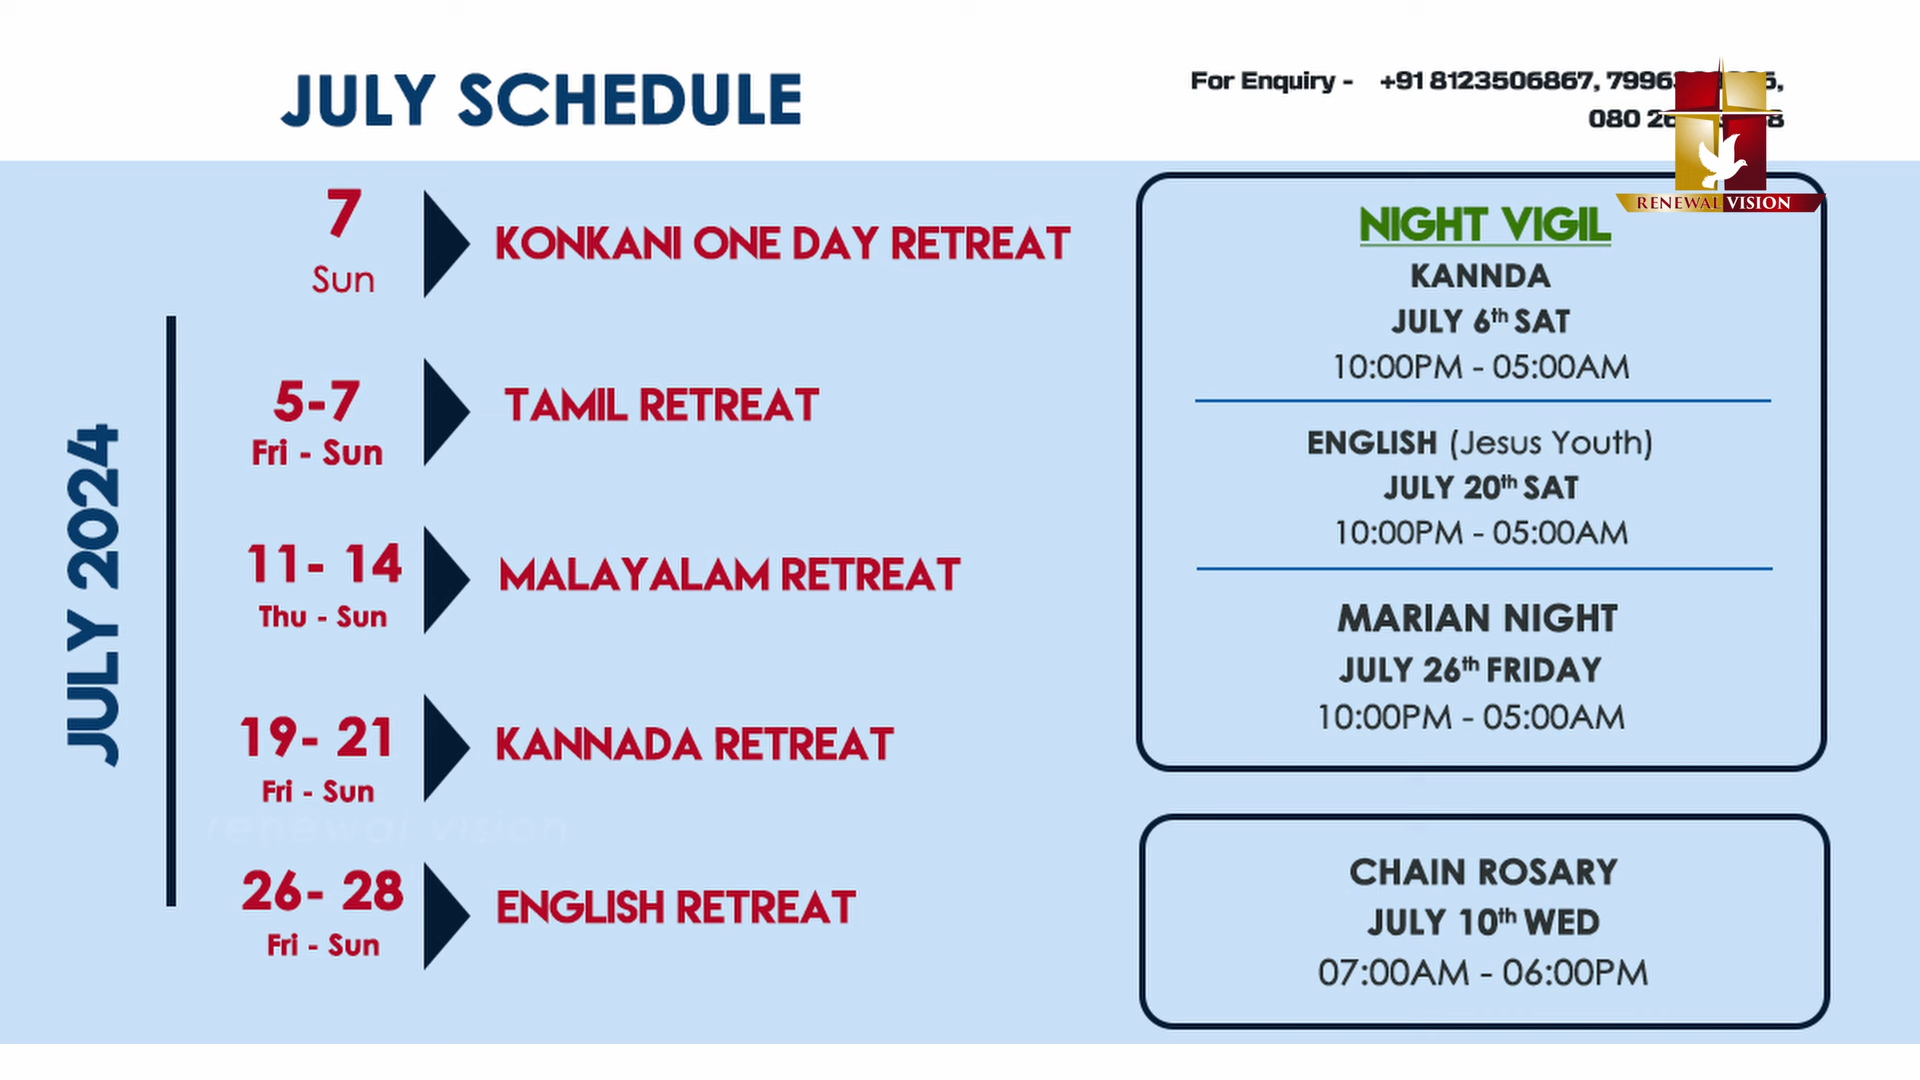 JULY SCHEDULE
For Enquiry - +91 8123506867,
080
RENEWAL VISION
JULY 2024
7
Sun
KONKANI ONE DAY RETREAT
5-7
Fri - Sun
TAMIL RETREAT
11- 14
Thu - Sun
MALAYALAM RETREAT
19- 21
Fri - Sun
KANNADA RETREAT
renewal vision
26- 28
Fri - Sun
ENGLISH RETREAT
NIGHT VIGIL
KANNDA
JULY 6th SAT
10:00PM - 05:00AM
ENGLISH (Jesus Youth)
JULY 20th SAT
10:00PM - 05:00AM
MARIAN NIGHT
JULY 26th FRIDAY
10:00PM - 05:00AM
CHAIN ROSARY
JULY 10th WED
07:00AM - 06:00PM